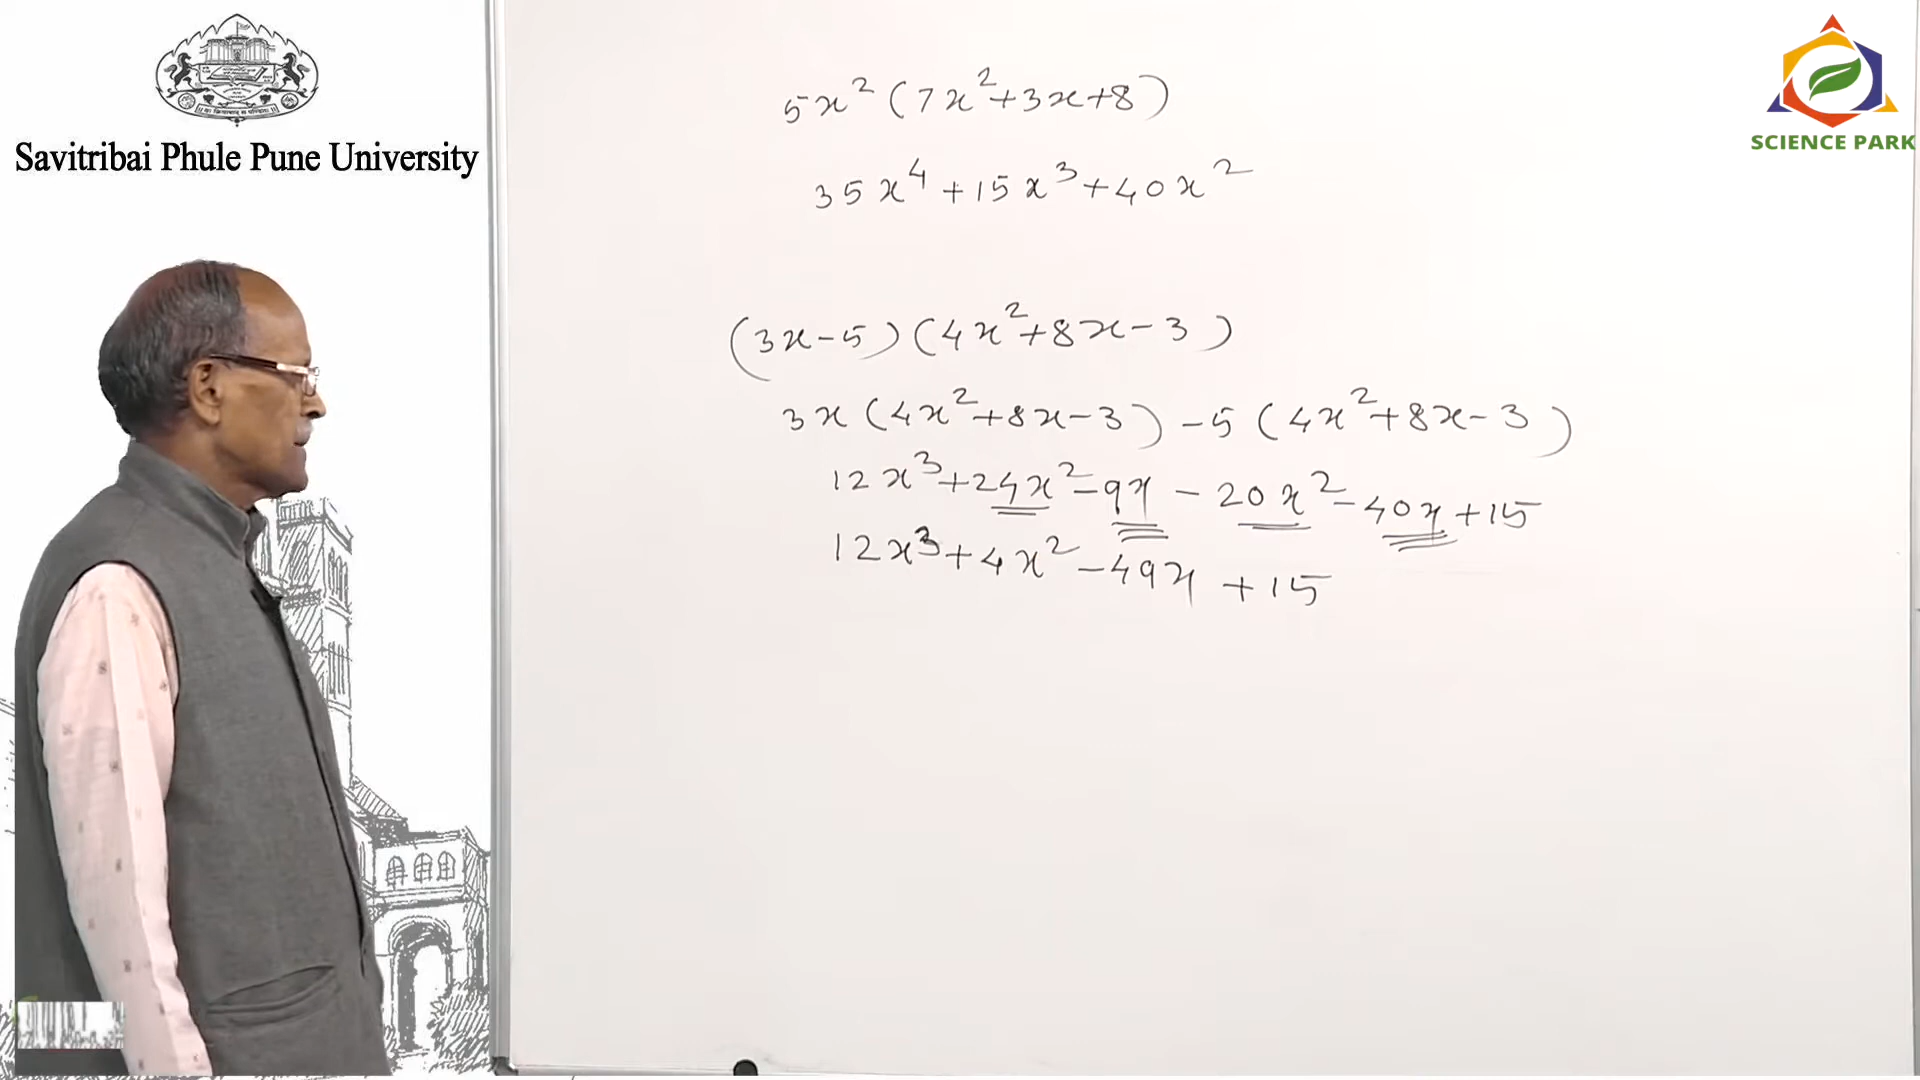 Savitribai Phule Pune University
SCIENCE PARK
5x² (7x²+3x+8)
35x⁴ +15x³ +40x²
(3x-5) (4x²+8x-3)
3x (4x²+8x-3) -5 (4x²+8x-3)
12x³+24x²-9x - 20x²-40x+15
12x³+4x²-49x +15